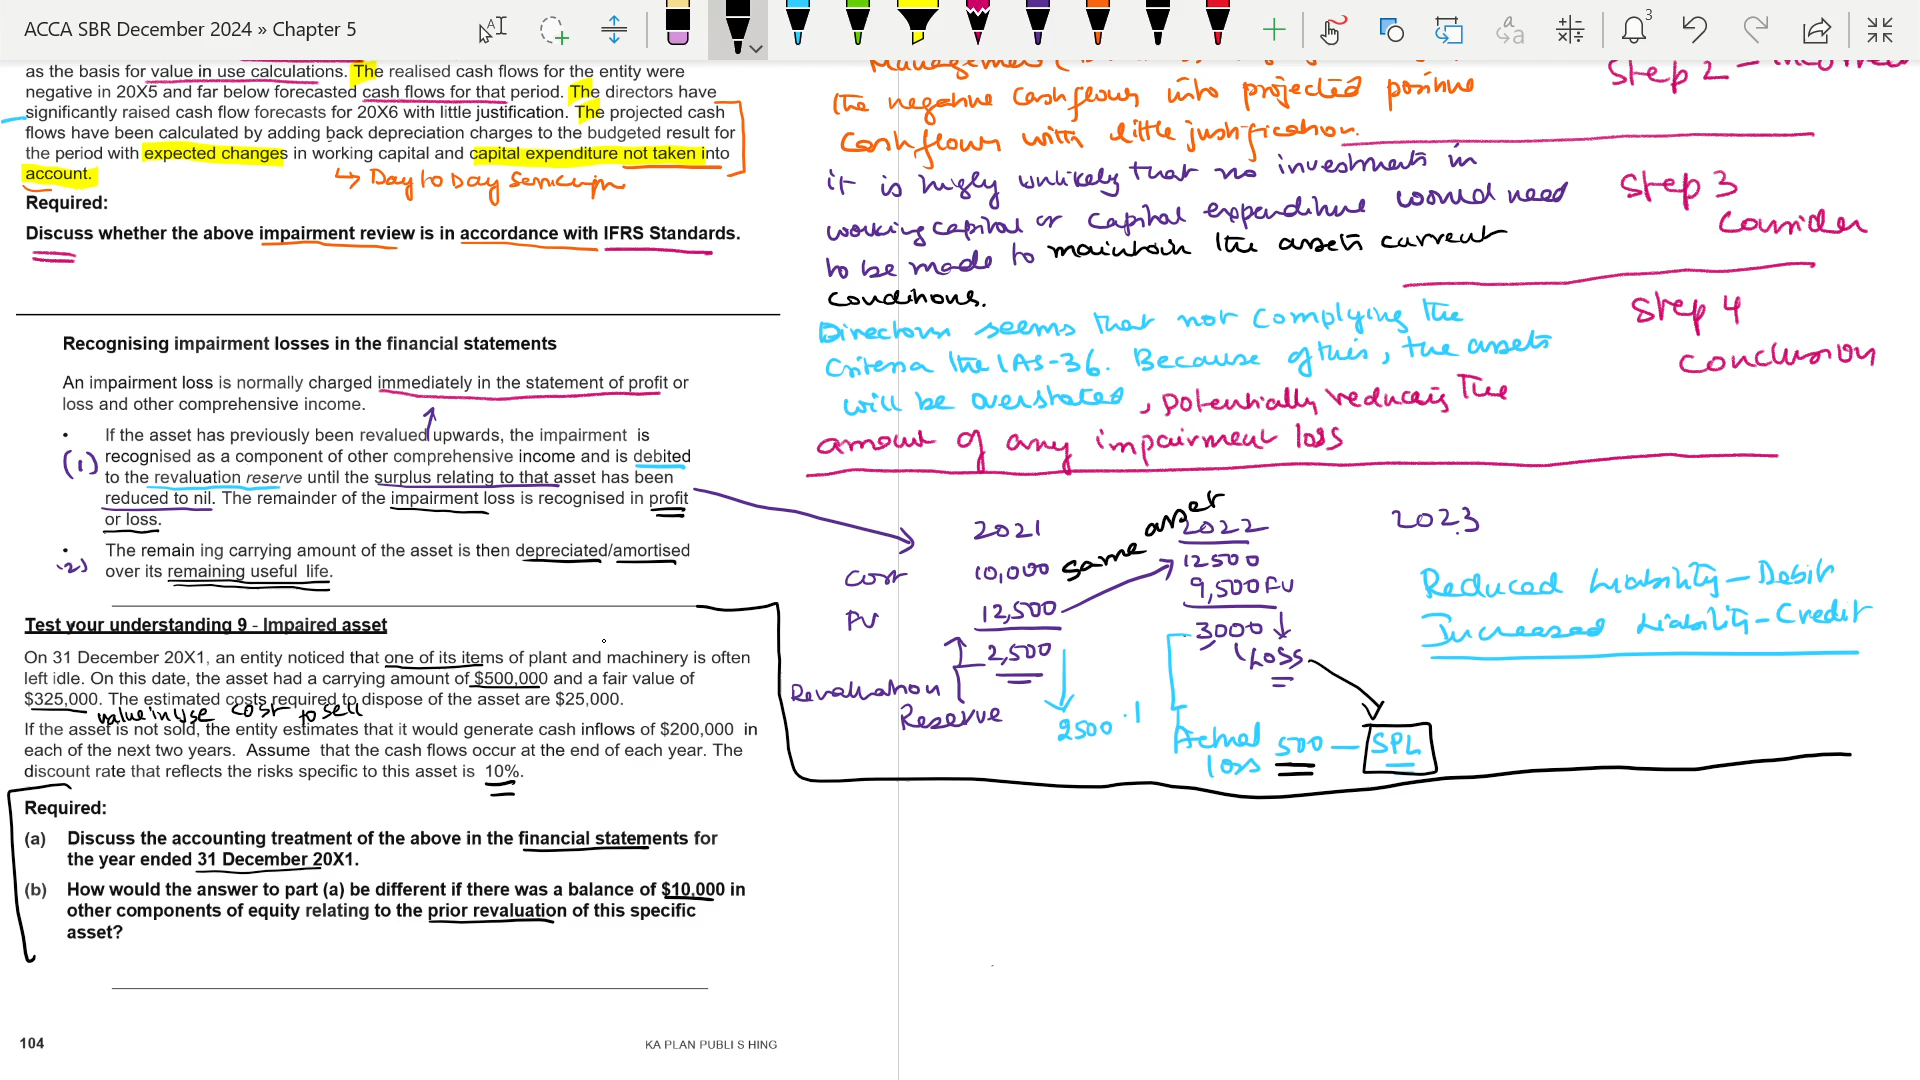 ACCA SBR December 2024 » Chapter 5
3
as the basis for value in use calculations. The realised cash flows for the entity were
negative in 20X5 and far below forecasted cash flows for that period. The directors have
significantly raised cash flow forecasts for 20X6 with little justification. The projected cash
flows have been calculated by adding back depreciation charges to the budgeted result for
the period with expected changes in working capital and capital expenditure not taken into
account.
↳ Day to Day Servicing
Required:
Discuss whether the above impairment review is in accordance with IFRS Standards.
Recognising impairment losses in the financial statements
An impairment loss is normally charged immediately in the statement of profit or
loss and other comprehensive income.
(1)
• If the asset has previously been revalued upwards, the impairment is
recognised as a component of other comprehensive income and is debited
to the revaluation reserve until the surplus relating to that asset has been
reduced to nil. The remainder of the impairment loss is recognised in profit
or loss.
(2)
• The remain ing carrying amount of the asset is then depreciated/amortised
over its remaining useful life.
Test your understanding 9 - Impaired asset
On 31 December 20X1, an entity noticed that one of its items of plant and machinery is often
left idle. On this date, the asset had a carrying amount of $500,000 and a fair value of
$325,000. The estimated costs required to dispose of the asset are $25,000.
value in use cost to sell
If the asset is not sold, the entity estimates that it would generate cash inflows of $200,000 in
each of the next two years. Assume that the cash flows occur at the end of each year. The
discount rate that reflects the risks specific to this asset is 10%.
Required:
(a) Discuss the accounting treatment of the above in the financial statements for
the year ended 31 December 20X1.
(b) How would the answer to part (a) be different if there was a balance of $10,000 in
other components of equity relating to the prior revaluation of this specific
asset?
104
KA PLAN PUBLI S HING
the negative cashflows into projected positive
Cashflows with little justification.
it is higly unlikely that no investments in
working capital or capital expenditure would need
to be made to maintain the assets current
conditions.
Directors seems that not complying the
Criteria the IAS-36. Because of this, the assets
will be overstated, potentially reducing the
amount of any impairment loss
Step 2 -
Step 3
Consider
Step 4
Conclusion
2021
same asset
2022
2023
Cost
10,000
12500
9,500 FV
FV
12,500
3000 ↓
2,500
Loss
Revaluation
Reserve
2500
Actual
loss
500 — SPL
Reduced Liability - Debit
Increased Liability - Credit